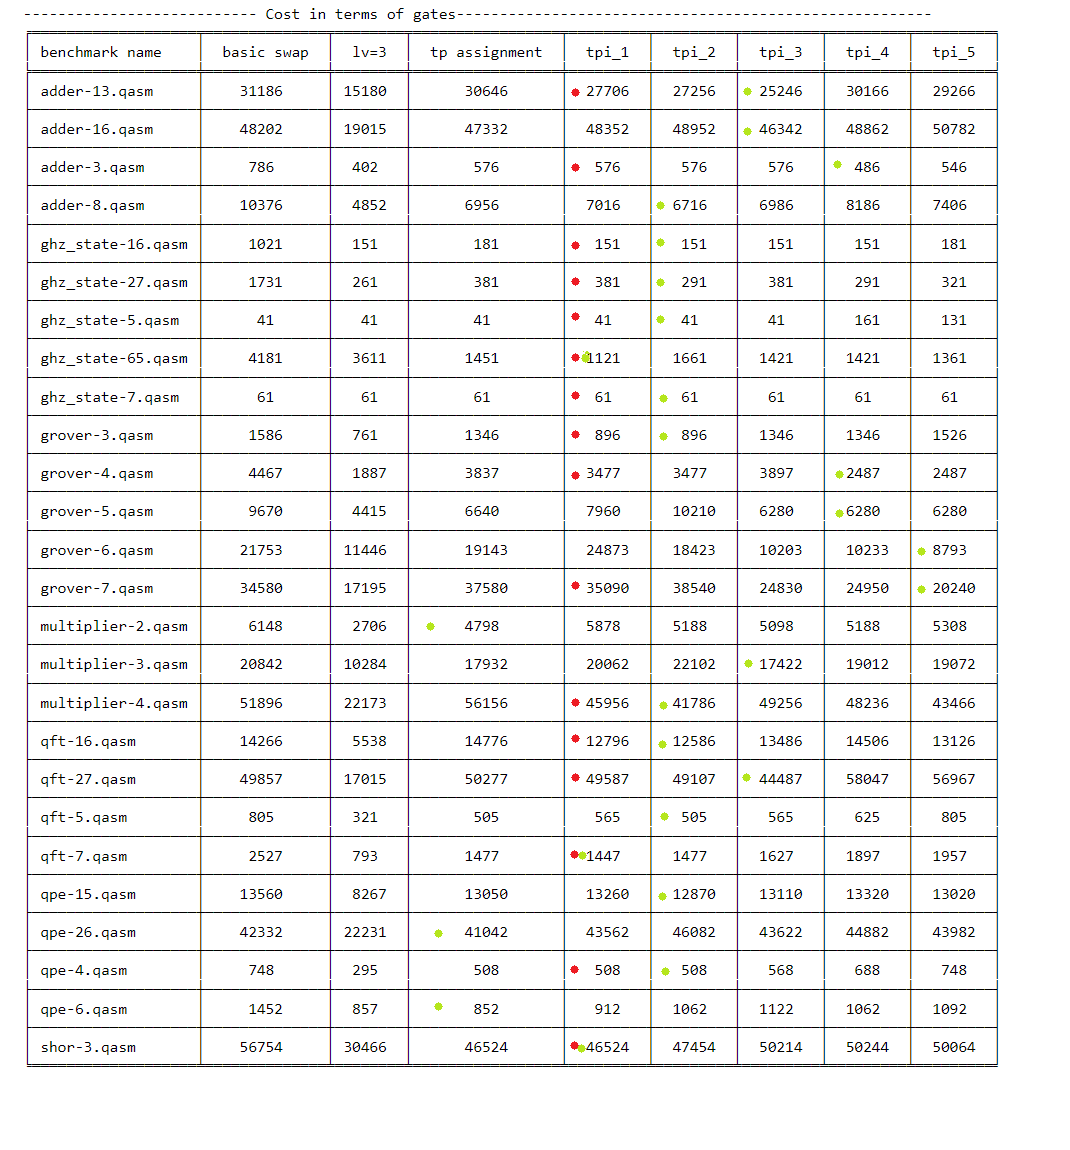 --------------------------- Cost in terms of gates-------------------------------------------------------
benchmark name basic swap lv=3 tp assignment tpi_1 tpi_2 tpi_3 tpi_4 tpi_5
adder-13.qasm 31186 15180 30646 27706 27256 25246 30166 29266
adder-16.qasm 48202 19015 47332 48352 48952 46342 48862 50782
adder-3.qasm 786 402 576 576 576 576 486 546
adder-8.qasm 10376 4852 6956 7016 6716 6986 8186 7406
ghz_state-16.qasm 1021 151 181 151 151 151 151 181
ghz_state-27.qasm 1731 261 381 381 291 381 291 321
ghz_state-5.qasm 41 41 41 41 41 41 161 131
ghz_state-65.qasm 4181 3611 1451 1121 1661 1421 1421 1361
ghz_state-7.qasm 61 61 61 61 61 61 61 61
grover-3.qasm 1586 761 1346 896 896 1346 1346 1526
grover-4.qasm 4467 1887 3837 3477 3477 3897 2487 2487
grover-5.qasm 9670 4415 6640 7960 10210 6280 6280 6280
grover-6.qasm 21753 11446 19143 24873 18423 10203 10233 8793
grover-7.qasm 34580 17195 37580 35090 38540 24830 24950 20240
multiplier-2.qasm 6148 2706 4798 5878 5188 5098 5188 5308
multiplier-3.qasm 20842 10284 17932 20062 22102 17422 19012 19072
multiplier-4.qasm 51896 22173 56156 45956 41786 49256 48236 43466
qft-16.qasm 14266 5538 14776 12796 12586 13486 14506 13126
qft-27.qasm 49857 17015 50277 49587 49107 44487 58047 56967
qft-5.qasm 805 321 505 565 505 565 625 805
qft-7.qasm 2527 793 1477 1447 1477 1627 1897 1957
qpe-15.qasm 13560 8267 13050 13260 12870 13110 13320 13020
qpe-26.qasm 42332 22231 41042 43562 46082 43622 44882 43982
qpe-4.qasm 748 295 508 508 508 568 688 748
qpe-6.qasm 1452 857 852 912 1062 1122 1062 1092
shor-3.qasm 56754 30466 46524 46524 47454 50214 50244 50064